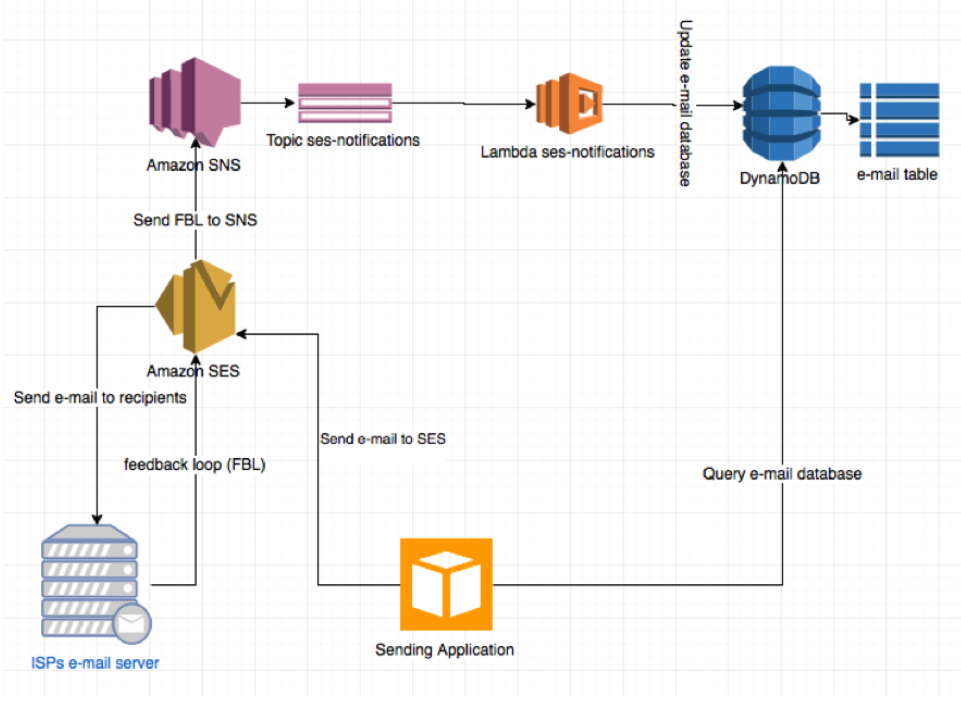 Update e-mail database
Topic ses-notifications
Lambda ses-notifications
Amazon SNS
DynamoDB
e-mail table
Send FBL to SNS
Amazon SES
Send e-mail to recipients
Send e-mail to SES
feedback loop (FBL)
Query e-mail database
Sending Application
ISPs e-mail server